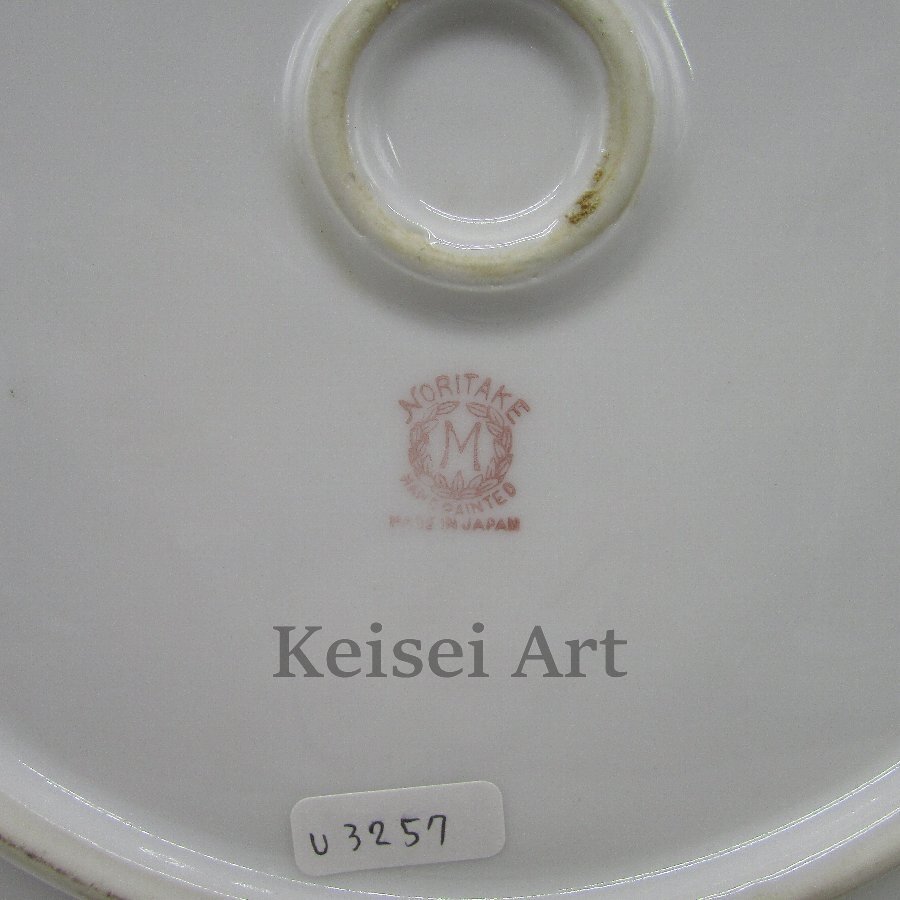 NORITAKE
M
HAND PAINTED
MADE IN JAPAN
Keisei Art
U3257